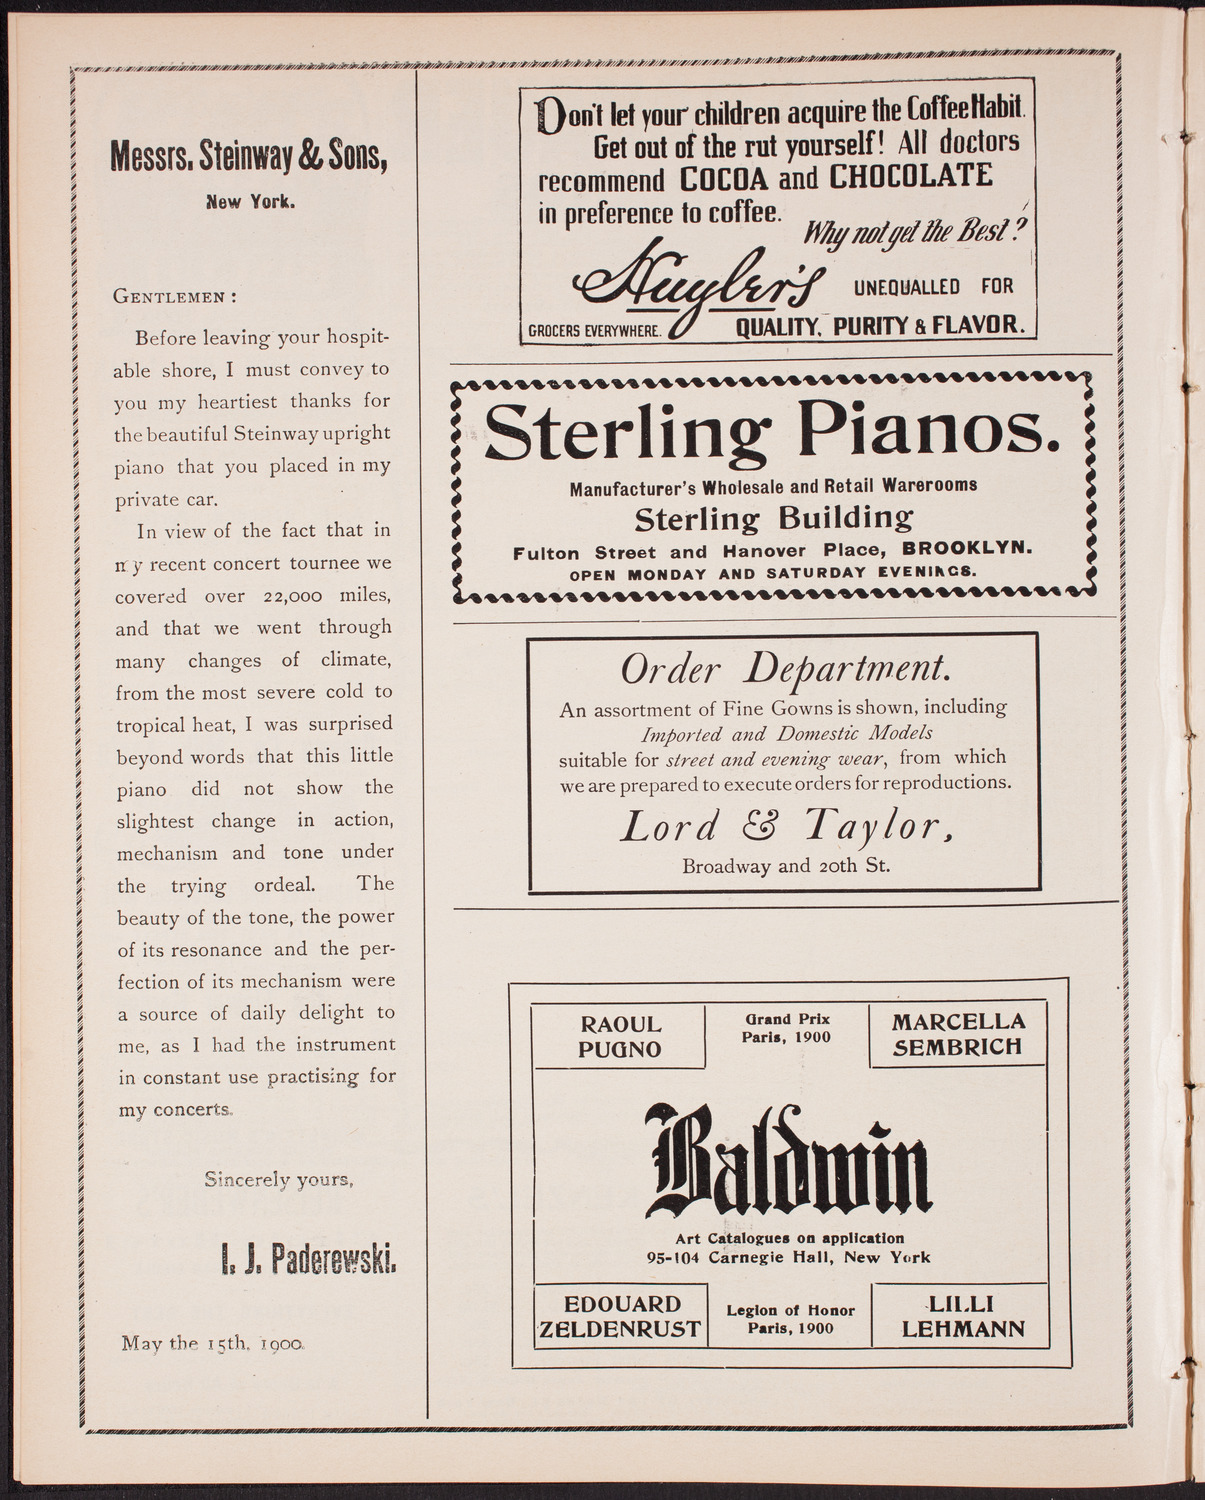 Messrs. Steinway & Sons,
New York.
GENTLEMEN :
Before leaving your hospit-
able shore, I must convey to
you my heartiest thanks for
the beautiful Steinway upright
piano that you placed in my
private car.
In view of the fact that in
my recent concert tournee we
covered over 22,000 miles,
and that we went through
many changes of climate,
from the most severe cold to
tropical heat, I was surprised
beyond words that this little
piano did not show the
slightest change in action,
mechanism and tone under
the trying ordeal. The
beauty of the tone, the power
of its resonance and the per-
fection of its mechanism were
a source of daily delight to
me, as I had the instrument
in constant use practising for
my concerts.
Sincerely yours,
I. J. Paderewski.
May the 15th, 1900.
Don't let your children acquire the Coffee Habit.
Get out of the rut yourself! All doctors
recommend COCOA and CHOCOLATE
in preference to coffee.
Why not get the Best?
Huyler's UNEQUALLED FOR
GROCERS EVERYWHERE. QUALITY, PURITY & FLAVOR.
Sterling Pianos.
Manufacturer's Wholesale and Retail Warerooms
Sterling Building
Fulton Street and Hanover Place, BROOKLYN.
OPEN MONDAY AND SATURDAY EVENINGS.
Order Department.
An assortment of Fine Gowns is shown, including
Imported and Domestic Models
suitable for street and evening wear, from which
we are prepared to execute orders for reproductions.
Lord & Taylor,
Broadway and 20th St.
RAOUL
PUGNO
Grand Prix
Paris, 1900
MARCELLA
SEMBRICH
Baldwin
Art Catalogues on application
95-104 Carnegie Hall, New York
EDOUARD
ZELDENRUST
Legion of Honor
Paris, 1900
LILLI
LEHMANN